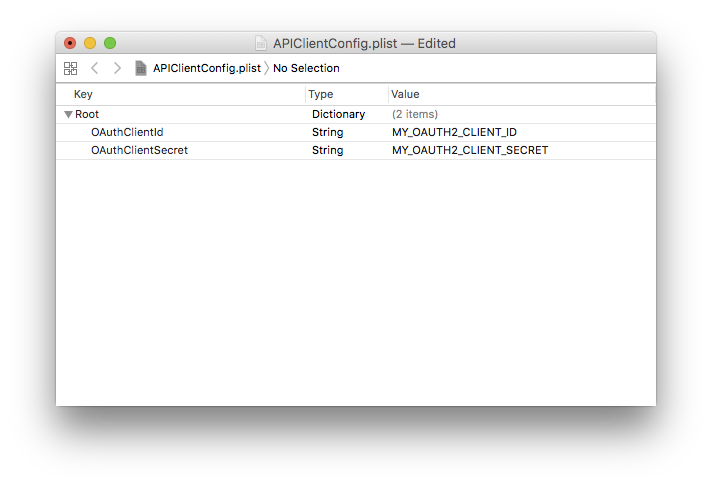 APIClientConfig.plist — Edited
APIClientConfig.plist 〉 No Selection
Key Type Value
Root Dictionary (2 items)
OAuthClientId String MY_OAUTH2_CLIENT_ID
OAuthClientSecret String MY_OAUTH2_CLIENT_SECRET